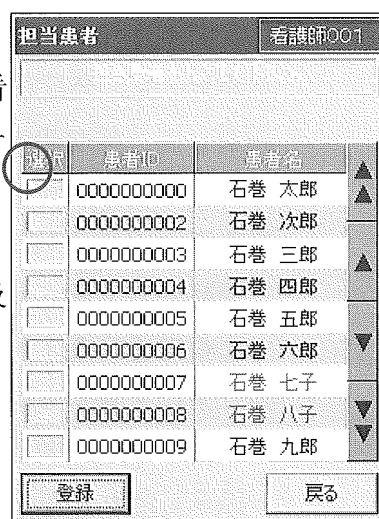 担当患者 看護師001
選択 患者ID 患者名
0000000000 石巻 太郎
0000000002 石巻 次郎
0000000003 石巻 三郎
0000000004 石巻 四郎
0000000005 石巻 五郎
0000000006 石巻 六郎
0000000007 石巻 七子
0000000008 石巻 八子
0000000009 石巻 九郎
登録 戻る